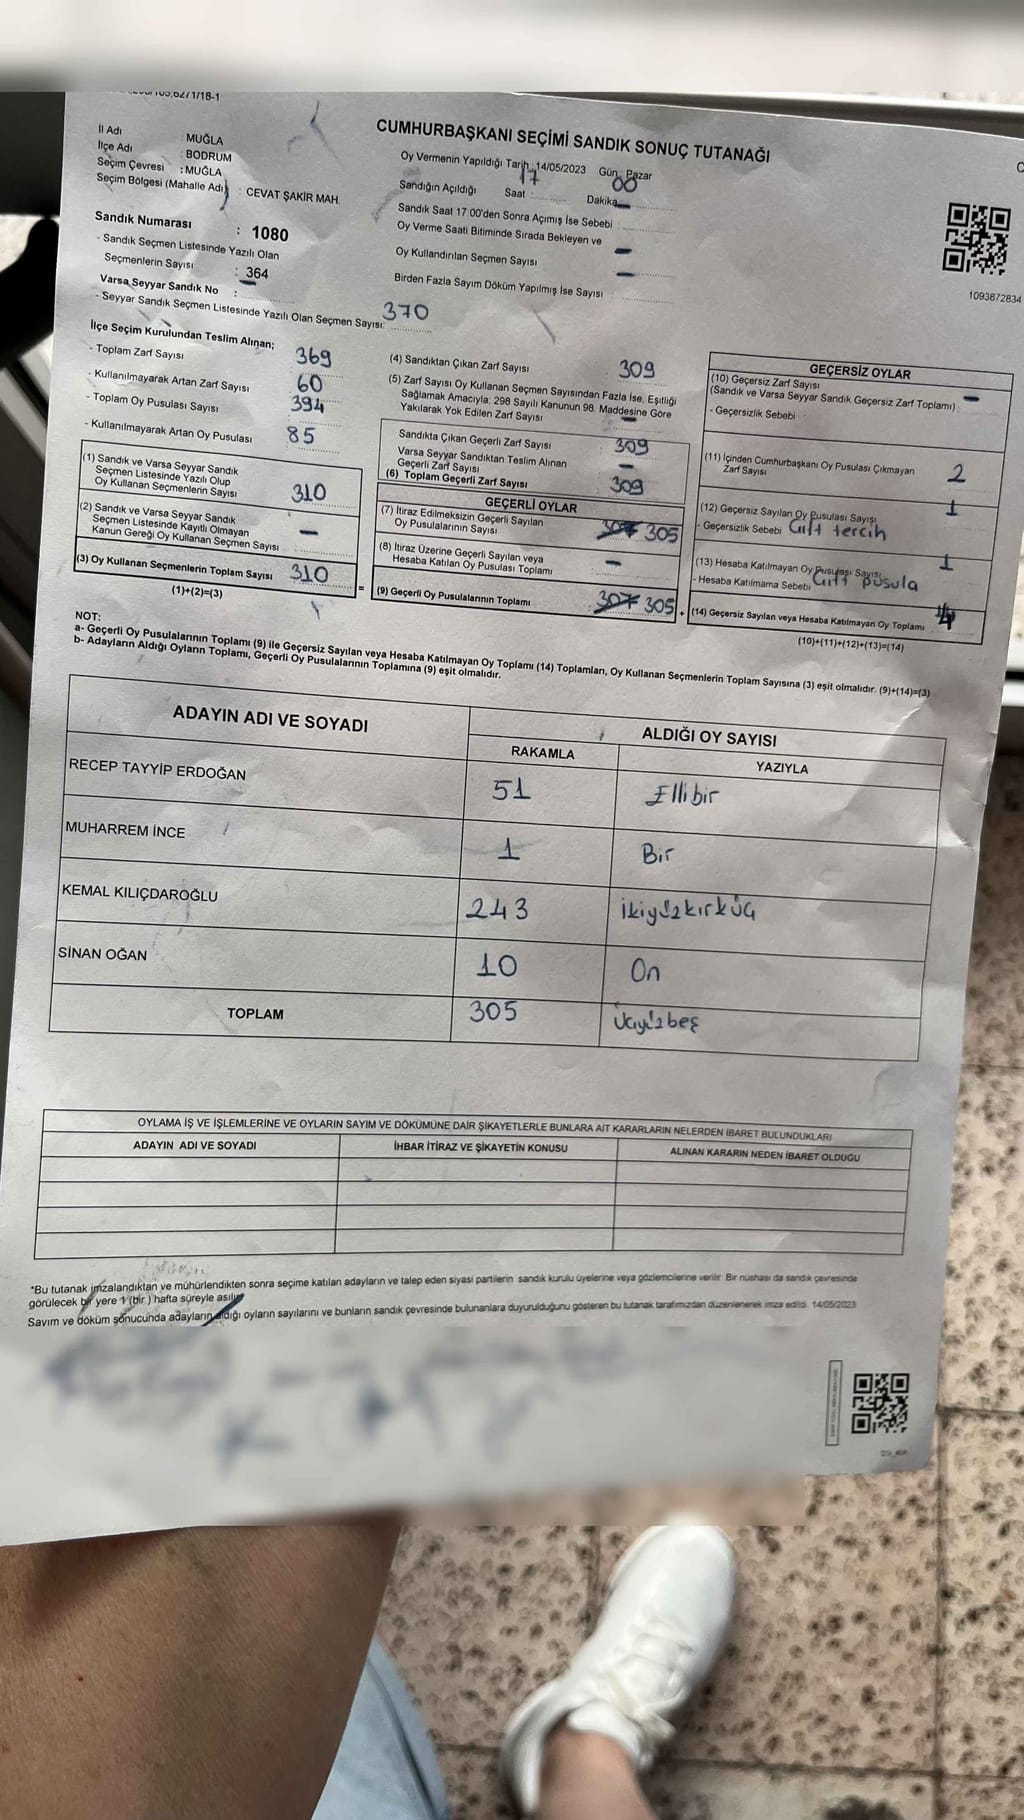 CUMHURBAŞKANI SEÇİMİ SANDIK SONUÇ TUTANAĞI
İl Adı : MUĞLA
İlçe Adı : BODRUM
Seçim Çevresi : MUĞLA
Seçim Bölgesi (Mahalle Adı) : CEVAT ŞAKİR MAH.
Sandık Numarası : 1080
- Sandık Seçmen Listesinde Yazılı Olan
Seçmenlerin Sayısı : 364
Varsa Seyyar Sandık No :
- Seyyar Sandık Seçmen Listesinde Yazılı Olan Seçmen Sayısı: 370
Oy Vermenin Yapıldığı Tarih : 14/05/2023 Gün : Pazar
Sandığın Açıldığı Saat : 17 Dakika 00
Sandık Saat 17:00'den Sonra Açımış İse Sebebi :
Oy Verme Saati Bitiminde Sırada Bekleyen ve
Oy Kullandırılan Seçmen Sayısı —
Birden Fazla Sayım Döküm Yapılmış İse Sayısı —
1093872834
İlçe Seçim Kurulundan Teslim Alınan;
- Toplam Zarf Sayısı 369
- Kullanılmayarak Artan Zarf Sayısı 60
- Toplam Oy Pusulası Sayısı 394
- Kullanılmayarak Artan Oy Pusulası 85
(1) Sandık ve Varsa Seyyar Sandık
Seçmen Listesinde Yazılı Olup
Oy Kullanan Seçmenlerin Sayısı 310
(2) Sandık ve Varsa Seyyar Sandık
Seçmen Listesinde Kayıtlı Olmayan
Kanun Gereği Oy Kullanan Seçmen Sayısı —
(3) Oy Kullanan Seçmenlerin Toplam Sayısı 310
(1)+(2)=(3)
(4) Sandıktan Çıkan Zarf Sayısı 309
(5) Zarf Sayısı Oy Kullanan Seçmen Sayısından Fazla İse, Eşitliği
Sağlamak Amacıyla, 298 Sayılı Kanunun 98. Maddesine Göre
Yakılarak Yok Edilen Zarf Sayısı —
Sandıkta Çıkan Geçerli Zarf Sayısı 309
Varsa Seyyar Sandıktan Teslim Alınan
Geçerli Zarf Sayısı —
(6) Toplam Geçerli Zarf Sayısı 309
GEÇERLİ OYLAR
(7) İtiraz Edilmeksizin Geçerli Sayılan
Oy Pusulalarının Sayısı 307 305
(8) İtiraz Üzerine Geçerli Sayılan veya
Hesaba Katılan Oy Pusulası Toplamı —
(9) Geçerli Oy Pusulalarının Toplamı 307 305
GEÇERSİZ OYLAR
(10) Geçersiz Zarf Sayısı
(Sandık ve Varsa Seyyar Sandık Geçersiz Zarf Toplamı) —
- Geçersizlik Sebebi
(11) İçinden Cumhurbaşkanı Oy Pusulası Çıkmayan
Zarf Sayısı 2
(12) Geçersiz Sayılan Oy Pusulası Sayısı 1
- Geçersizlik Sebebi Çift tercih
(13) Hesaba Katılmayan Oy Pusulası Sayısı 1
- Hesaba Katılmama Sebebi Çift pusula
(14) Geçersiz Sayılan veya Hesaba Katılmayan Oy Toplamı 4
(10)+(11)+(12)+(13)=(14)
NOT:
a- Geçerli Oy Pusulalarının Toplamı (9) ile Geçersiz Sayılan veya Hesaba Katılmayan Oy Toplamı (14) Toplamları, Oy Kullanan Seçmenlerin Toplam Sayısına (3) eşit olmalıdır. (9)+(14)=(3)
b- Adayların Aldığı Oyların Toplamı, Geçerli Oy Pusulalarının Toplamına (9) eşit olmalıdır.
ADAYIN ADI VE SOYADI ALDIĞI OY SAYISI
RAKAMLA YAZIYLA
RECEP TAYYİP ERDOĞAN 51 Ellibir
MUHARREM İNCE 1 Bir
KEMAL KILIÇDAROĞLU 243 İkiyüzkırküç
SİNAN OĞAN 10 On
TOPLAM 305 Üçyüzbeş
OYLAMA İŞ VE İŞLEMLERİNE VE OYLARIN SAYIM VE DÖKÜMÜNE DAİR ŞİKAYETLERLE BUNLARA AİT KARARLARIN NELERDEN İBARET BULUNDUKLARI
ADAYIN ADI VE SOYADI İHBAR İTİRAZ VE ŞİKAYETİN KONUSU ALINAN KARARIN NEDEN İBARET OLDUĞU
*Bu tutanak imzalandıktan ve mühürlendikten sonra seçime katılan adayların ve talep eden siyasi partilerin sandık kurulu üyelerine veya gözlemcilerine verilir. Bir nüshası da sandık çevresinde
görülecek bir yere 1 (bir ) hafta süreyle asılır.
Sayım ve döküm sonucunda adayların aldığı oyların sayılarını ve bunların sandık çevresinde bulunanlara duyurulduğunu gösteren bu tutanak tarafımızdan düzenlenerek imza edildi. 14/05/2023